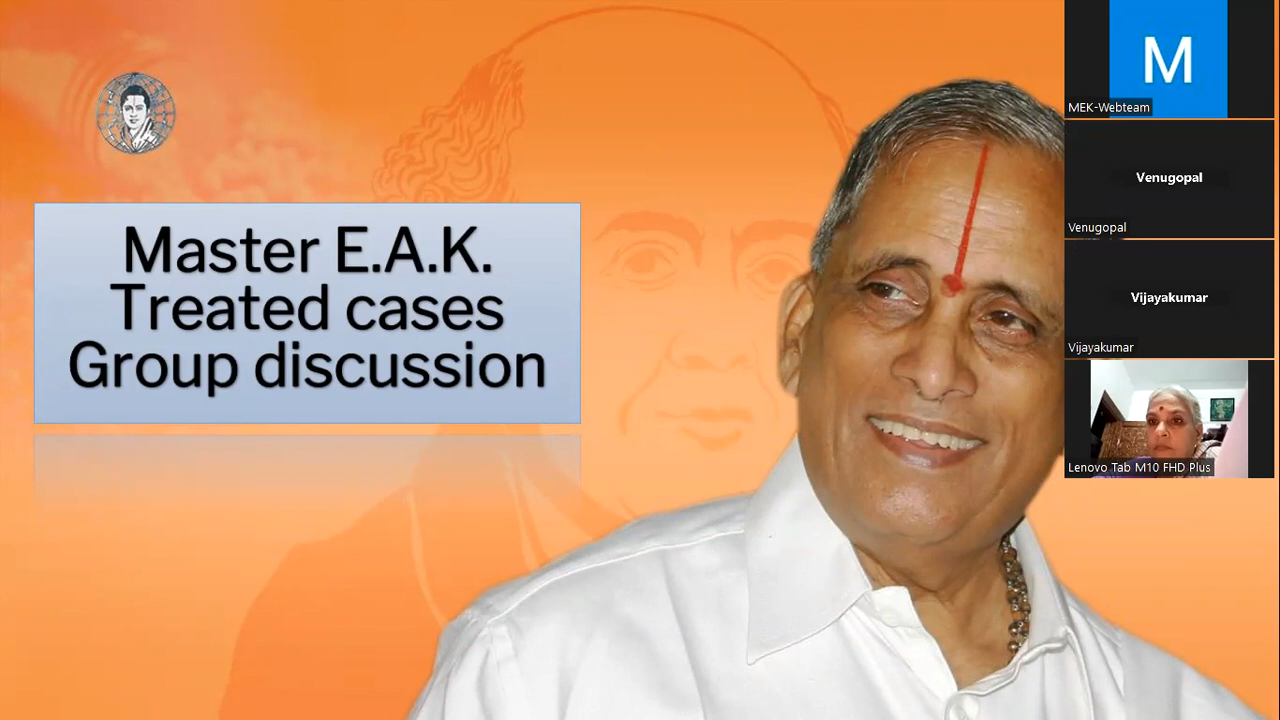 Master E.A.K.
Treated cases
Group discussion
M
MEK-Webteam
Venugopal
Venugopal
Vijayakumar
Vijayakumar
Lenovo Tab M10 FHD Plus